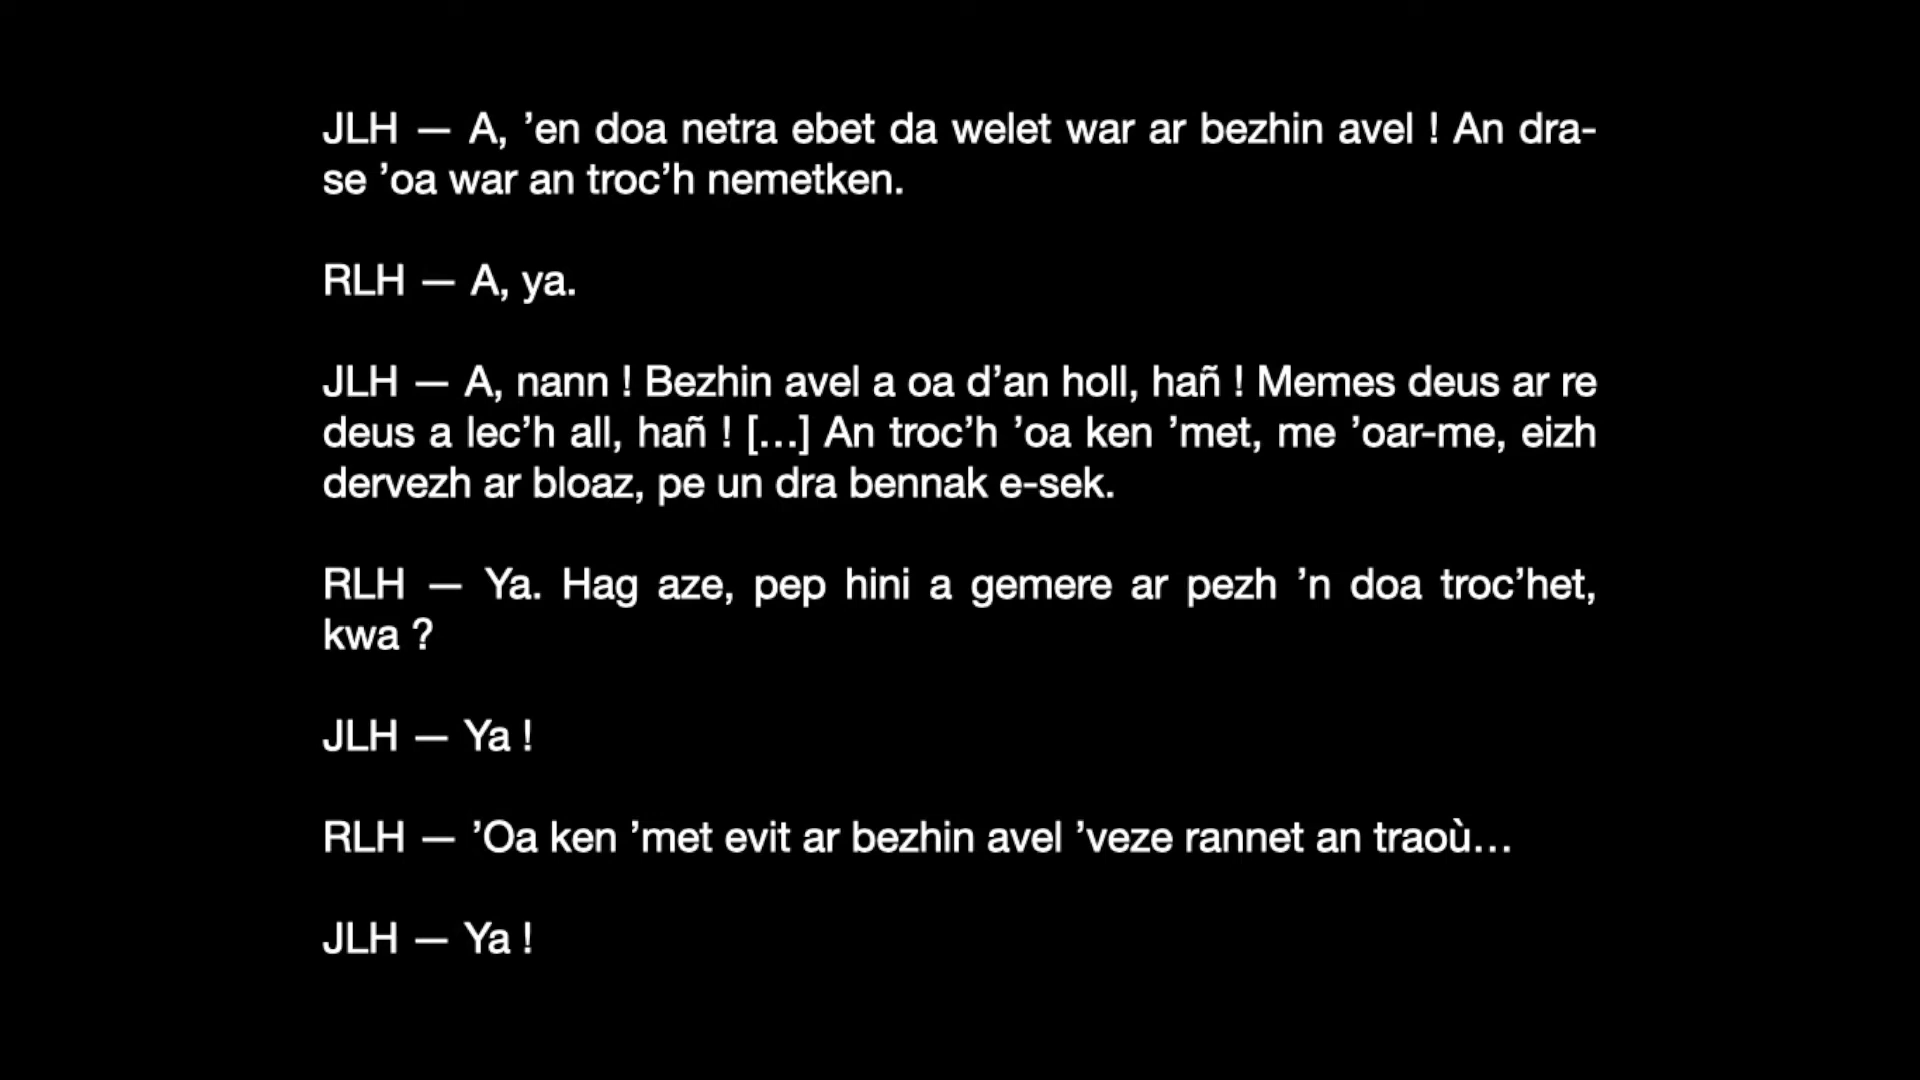 JLH — A, ’en doa netra ebet da welet war ar bezhin avel ! An dra-
se ’oa war an troc’h nemetken.
RLH — A, ya.
JLH — A, nann ! Bezhin avel a oa d’an holl, hañ ! Memes deus ar re
deus a lec’h all, hañ ! [...] An troc’h ’oa ken ’met, me ’oar-me, eizh
dervezh ar bloaz, pe un dra bennak e-sek.
RLH — Ya. Hag aze, pep hini a gemere ar pezh ’n doa troc’het,
kwa ?
JLH — Ya !
RLH — ’Oa ken ’met evit ar bezhin avel ’veze rannet an traoù…
JLH — Ya !